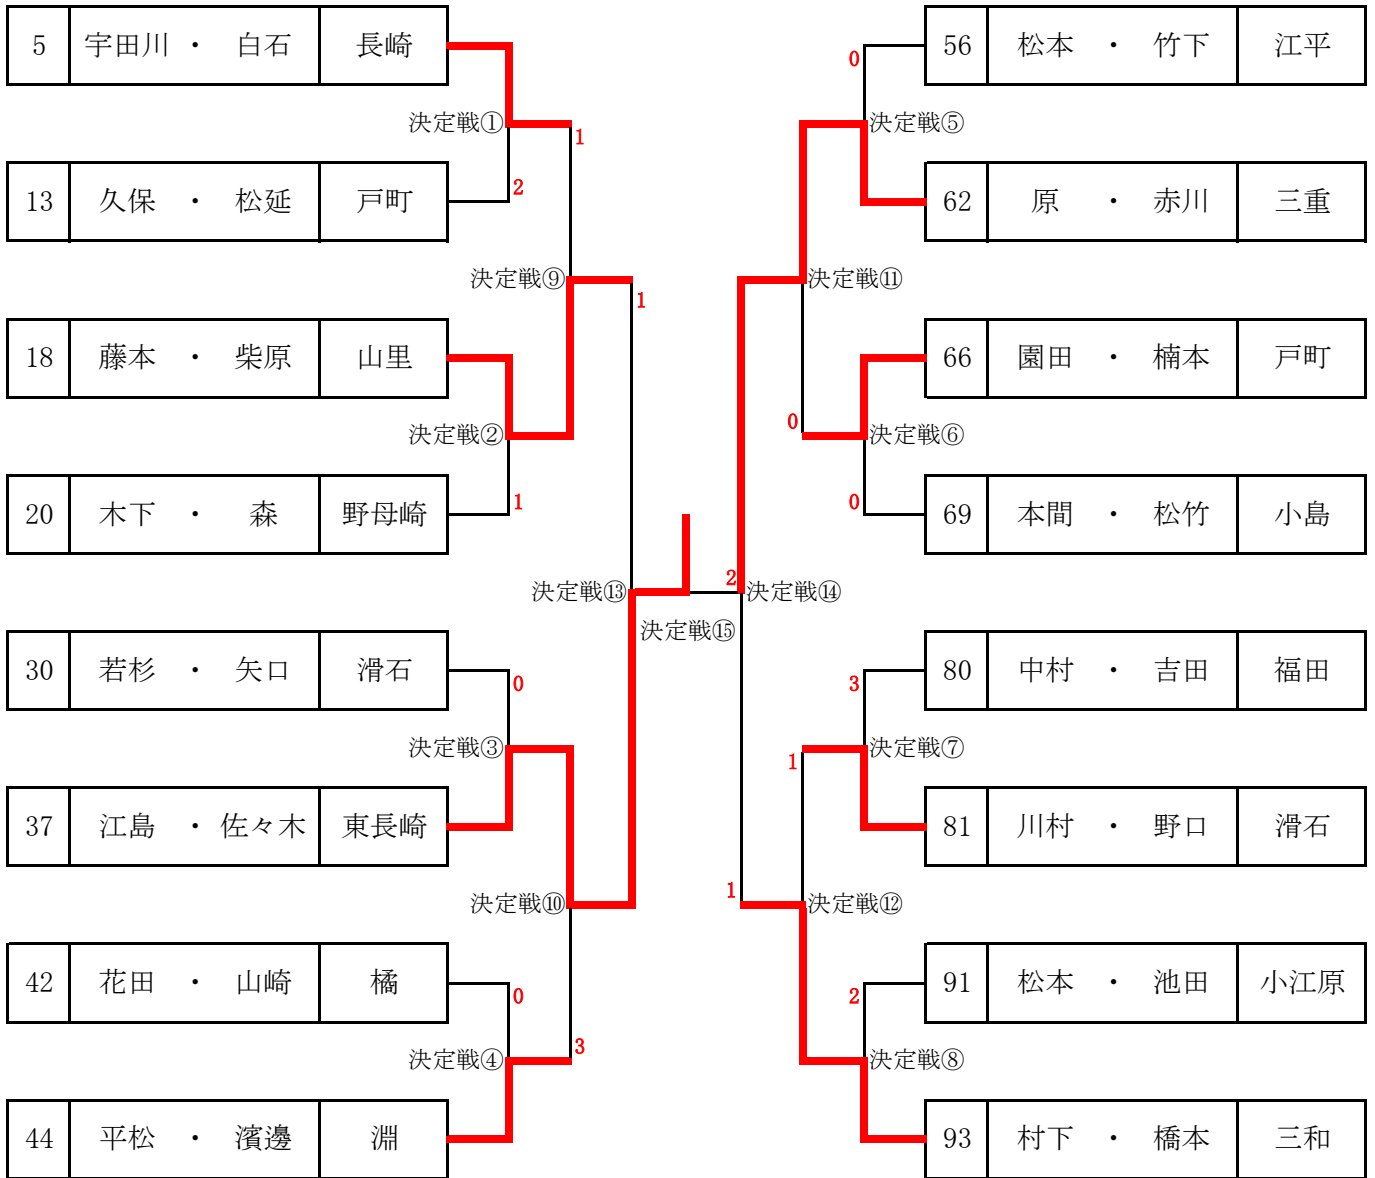 5 宇田川 ・ 白石 長崎 56 松本 ・ 竹下 江平
0
決定戦① 1 決定戦⑤
13 久保 ・ 松延 戸町 2 62 原 ・ 赤川 三重
決定戦⑨ 1 決定戦⑪
18 藤本 ・ 柴原 山里 66 園田 ・ 楠本 戸町
決定戦② 0 決定戦⑥
20 木下 ・ 森 野母崎 1 0 69 本間 ・ 松竹 小島
決定戦⑬ 2 決定戦⑭
決定戦⑮
30 若杉 ・ 矢口 滑石 0 3 80 中村 ・ 吉田 福田
決定戦③ 1 決定戦⑦
37 江島 ・ 佐々木 東長崎 81 川村 ・ 野口 滑石
決定戦⑩ 1 決定戦⑫
42 花田 ・ 山崎 橘 0 2 91 松本 ・ 池田 小江原
決定戦④ 3 決定戦⑧
44 平松 ・ 濱邊 淵 93 村下 ・ 橋本 三和